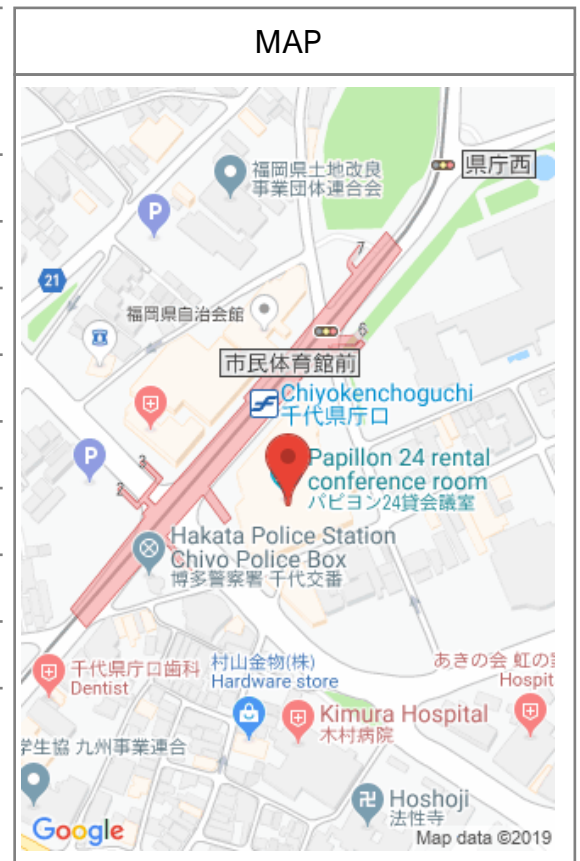 MAP
福岡県土地改良
事業団体連合会
県庁西
P
7
21
福岡県自治会館
6
市民体育館前
Chiyokenchoguchi
千代県庁口
P
3
2
Papillon 24 rental
conference room
パピヨン24貸会議室
Hakata Police Station
Chivo Police Box
博多警察署 千代交番
千代県庁口歯科
Dentist
村山金物(株)
Hardware store
あきの会 虹の
Hospit
Kimura Hospital
木村病院
学生協 九州事業連合
Hoshoji
法性寺
Google
Map data ©2019